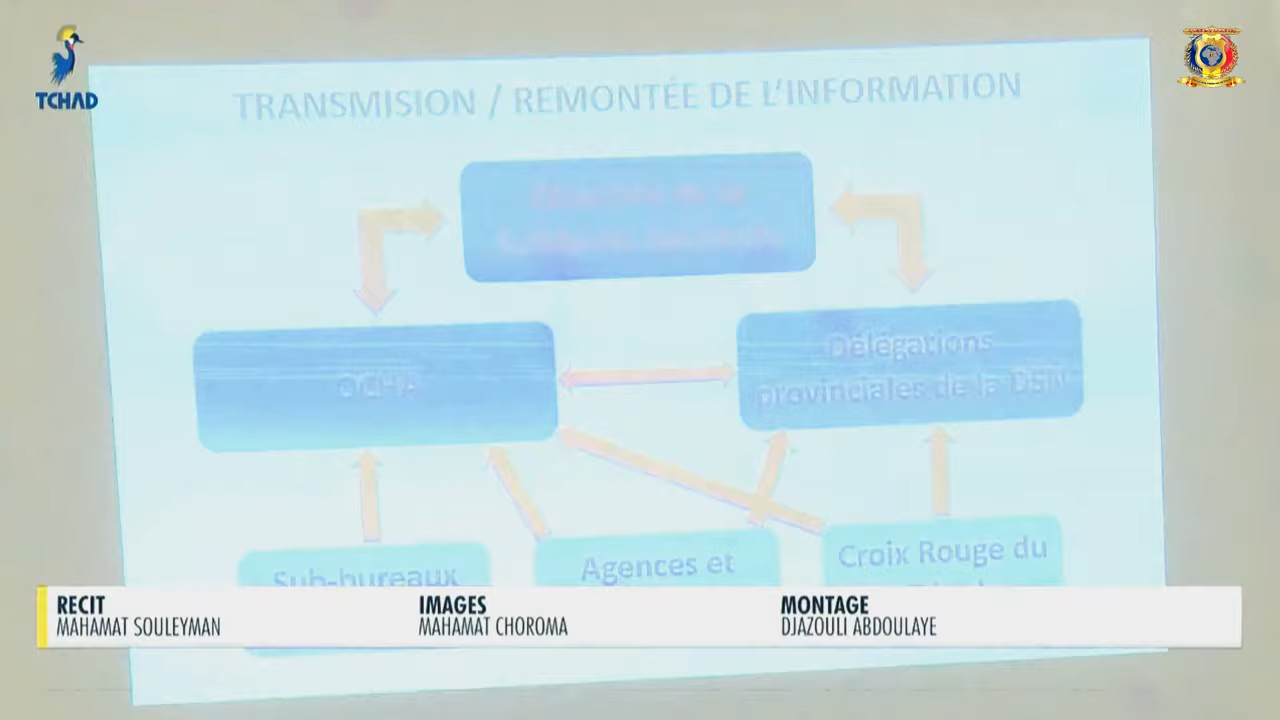 TCHAD
TRANSMISION / REMONTÉE DE L'INFORMATION
OCHA
Délégations
provinciales de la DSN
Sub-bureaux
Agences et
Croix Rouge du
RECIT
MAHAMAT SOULEYMAN
IMAGES
MAHAMAT CHOROMA
MONTAGE
DJAZOULI ABDOULAYE